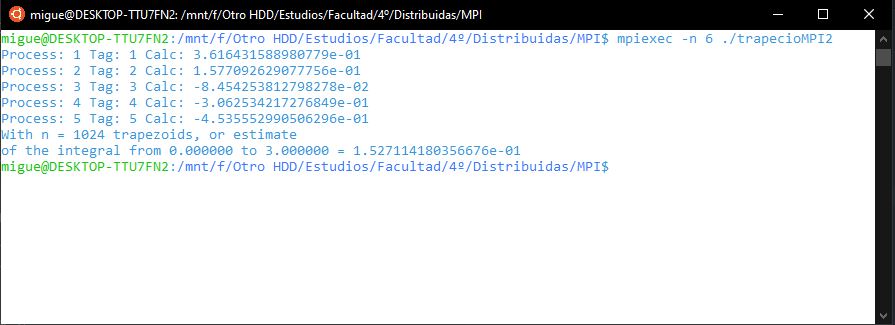 migue@DESKTOP-TTU7FN2: /mnt/f/Otro HDD/Estudios/Facultad/4º/Distribuidas/MPI
migue@DESKTOP-TTU7FN2:/mnt/f/Otro HDD/Estudios/Facultad/4º/Distribuidas/MPI$ mpiexec -n 6 ./trapecioMPI2
Process: 1 Tag: 1 Calc: 3.616431588980779e-01
Process: 2 Tag: 2 Calc: 1.577092629077756e-01
Process: 3 Tag: 3 Calc: -8.454253812798278e-02
Process: 4 Tag: 4 Calc: -3.062534217276849e-01
Process: 5 Tag: 5 Calc: -4.535552990506296e-01
With n = 1024 trapezoids, or estimate
of the integral from 0.000000 to 3.000000 = 1.527114180356676e-01
migue@DESKTOP-TTU7FN2:/mnt/f/Otro HDD/Estudios/Facultad/4º/Distribuidas/MPI$